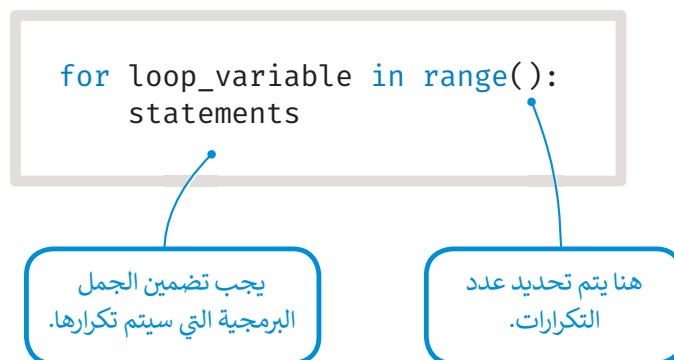 for loop_variable in range():
    statements
هنا يتم تحديد عدد
التكرارات.
يجب تضمين الجمل
البرمجية التي سيتم تكرارها.